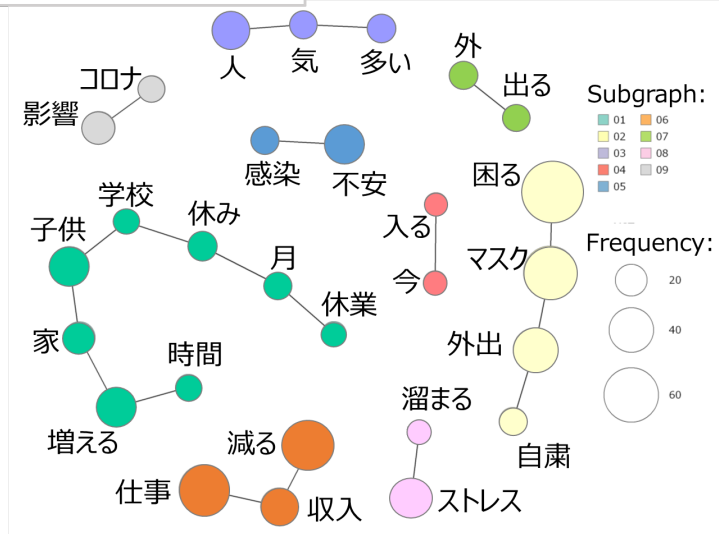 人
気
多い
コロナ
影響
外
出る
Subgraph:
01
02
03
04
05
06
07
08
09
感染
不安
困る
学校
休み
子供
入る
Frequency:
マスク
月
今
20
休業
家
40
時間
外出
60
溜まる
増える
減る
自粛
仕事
収入
ストレス